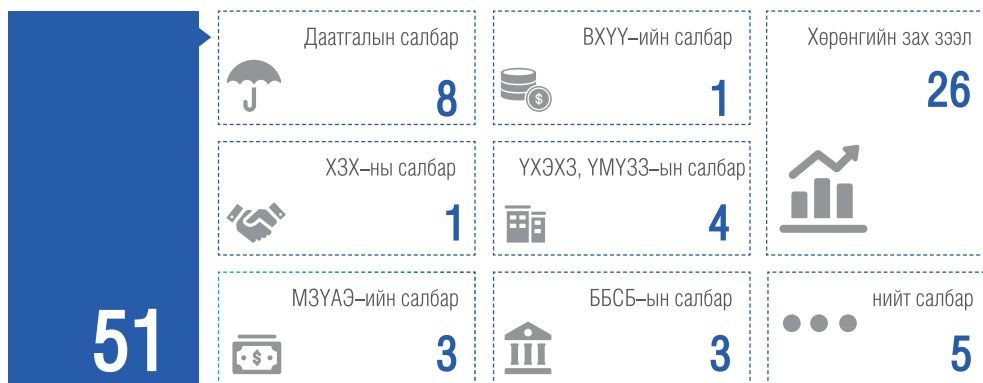 51
Даатгалын салбар
8
ВХҮҮ–ийн салбар
$
1
Хөрөнгийн зах зээл
26
ХЗХ–ны салбар
1
ҮХЭХЗ, ҮМҮЗЗ–ын салбар
4
МЗҮАЭ–ийн салбар
$
3
ББСБ–ын салбар
3
нийт салбар
5